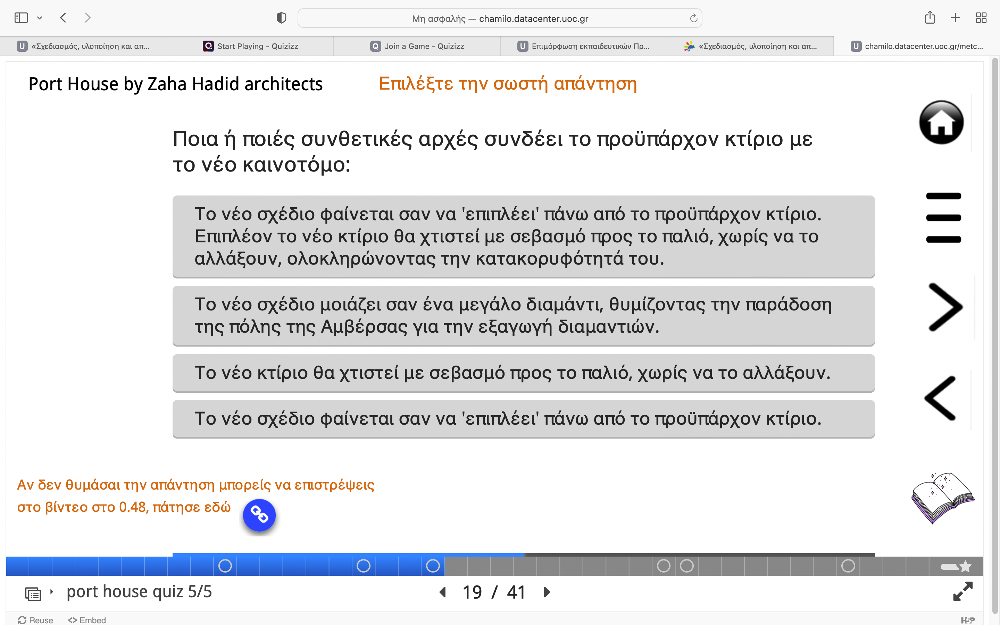 Μη ασφαλής — chamilo.datacenter.uoc.gr
U «Σχεδιασμός, υλοποίηση και απ...
Start Playing - Quizizz
Q Join a Game - Quizizz
U Επιμόρφωση εκπαιδευτικών Πρ...
«Σχεδιασμός, υλοποίηση και απ...
U chamilo.datacenter.uoc.gr/metc...
Port House by Zaha Hadid architects
Επιλέξτε την σωστή απάντηση
Ποια ή ποιές συνθετικές αρχές συνδέει το προϋπάρχον κτίριο με
το νέο καινοτόμο:
Το νέο σχέδιο φαίνεται σαν να 'επιπλέει' πάνω από το προϋπάρχον κτίριο.
Επιπλέον το νέο κτίριο θα χτιστεί με σεβασμό προς το παλιό, χωρίς να το
αλλάξουν, ολοκληρώνοντας την κατακορυφότητά του.
Το νέο σχέδιο μοιάζει σαν ένα μεγάλο διαμάντι, θυμίζοντας την παράδοση
της πόλης της Αμβέρσας για την εξαγωγή διαμαντιών.
Το νέο κτίριο θα χτιστεί με σεβασμό προς το παλιό, χωρίς να το αλλάξουν.
Το νέο σχέδιο φαίνεται σαν να 'επιπλέει' πάνω από το προϋπάρχον κτίριο.
Αν δεν θυμάσαι την απάντηση μπορείς να επιστρέψεις
στο βίντεο στο 0.48, πάτησε εδώ
port house quiz 5/5
19 / 41
Reuse
<> Embed
H5P